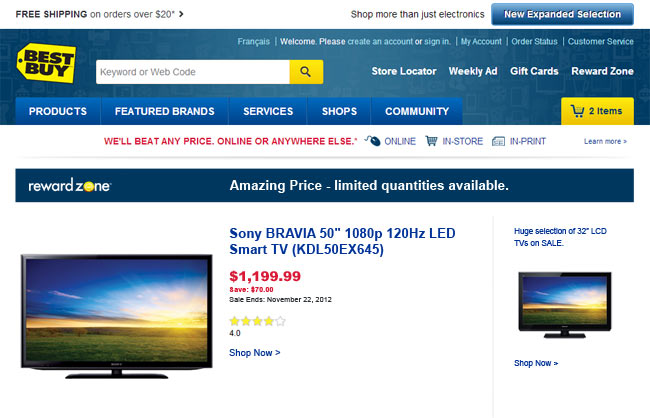 FREE SHIPPING on orders over $20* >
Shop more than just electronics
New Expanded Selection
BEST BUY
Français | Welcome. Please create an account or sign in. | My Account | Order Status | Customer Service
Keyword or Web Code
Store Locator Weekly Ad Gift Cards Reward Zone
PRODUCTS FEATURED BRANDS SERVICES SHOPS COMMUNITY
2 Items
WE'LL BEAT ANY PRICE. ONLINE OR ANYWHERE ELSE.* ONLINE IN-STORE IN-PRINT Learn more >
reward zone
Amazing Price - limited quantities available.
Sony BRAVIA 50" 1080p 120Hz LED
Smart TV (KDL50EX645)
$1,199.99
Save: $70.00
Sale Ends: November 22, 2012
4.0
Shop Now >
Huge selection of 32" LCD
TVs on SALE.
Shop Now »